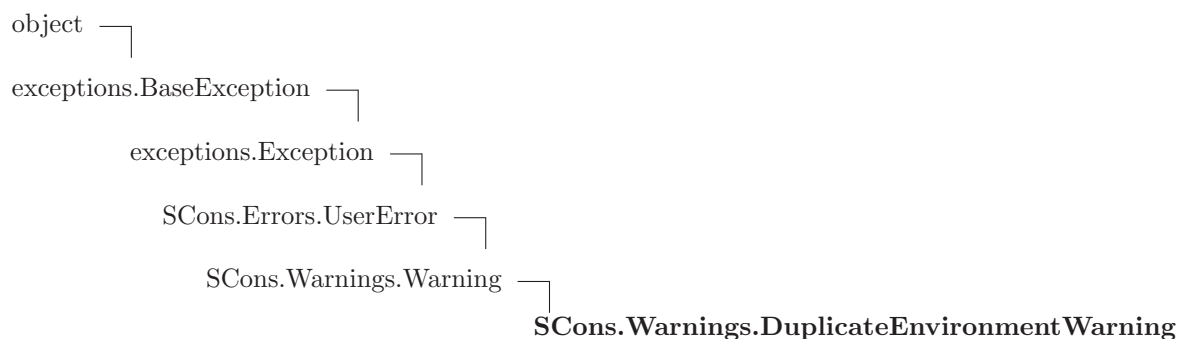 object
exceptions.BaseException
exceptions.Exception
SCons.Errors.UserError
SCons.Warnings.Warning
SCons.Warnings.DuplicateEnvironmentWarning